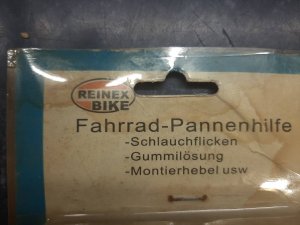 REINEX
BIKE
Fahrrad-Pannenhilfe
-Schlauchflicken
-Gummilösung
-Montierhebel usw